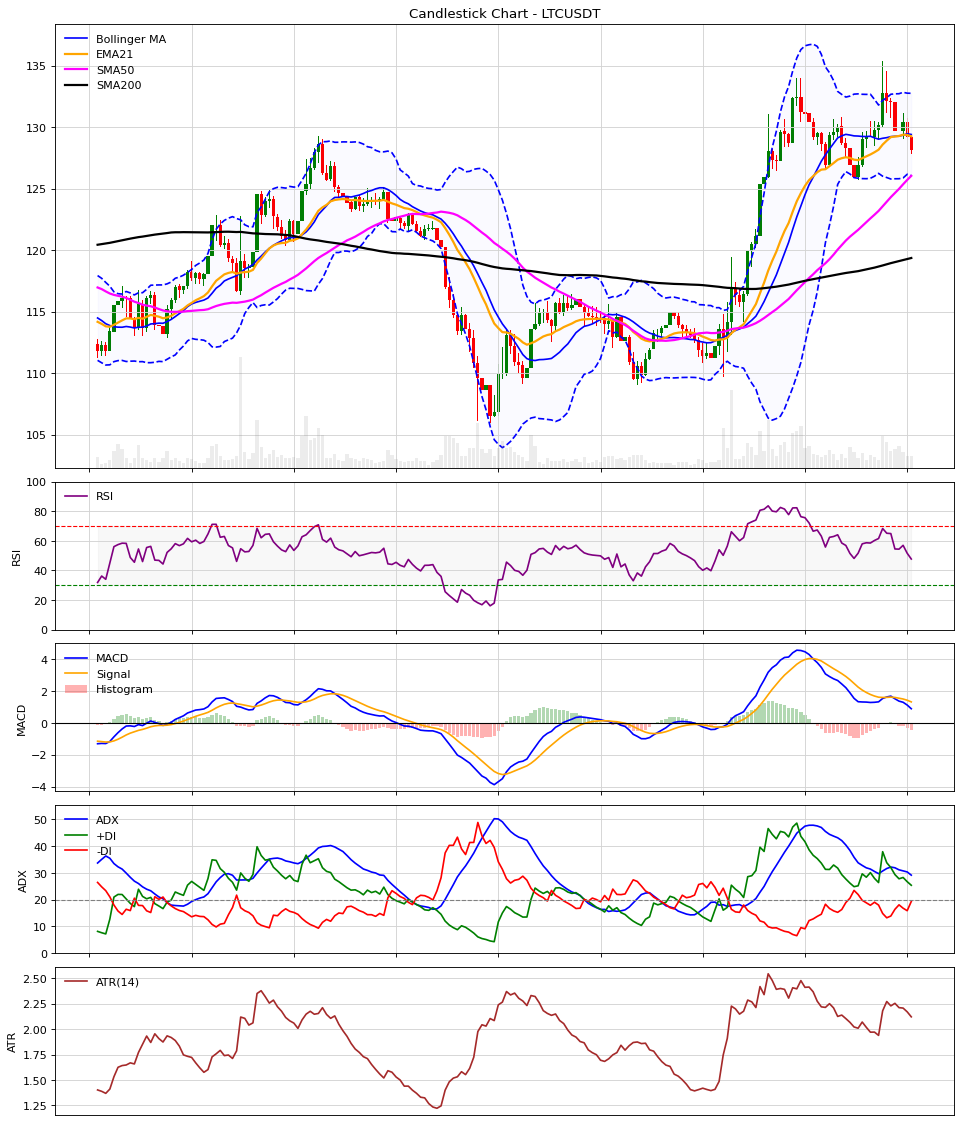 Candlestick Chart - LTCUSDT
Bollinger MA
EMA21
SMA50
SMA200
135
130
125
120
115
110
105
RSI
RSI
100
80
60
40
20
0
MACD
MACD
Signal
Histogram
4
2
0
−2
−4
ADX
ADX
+DI
-DI
50
40
30
20
10
0
ATR
ATR(14)
2.50
2.25
2.00
1.75
1.50
1.25